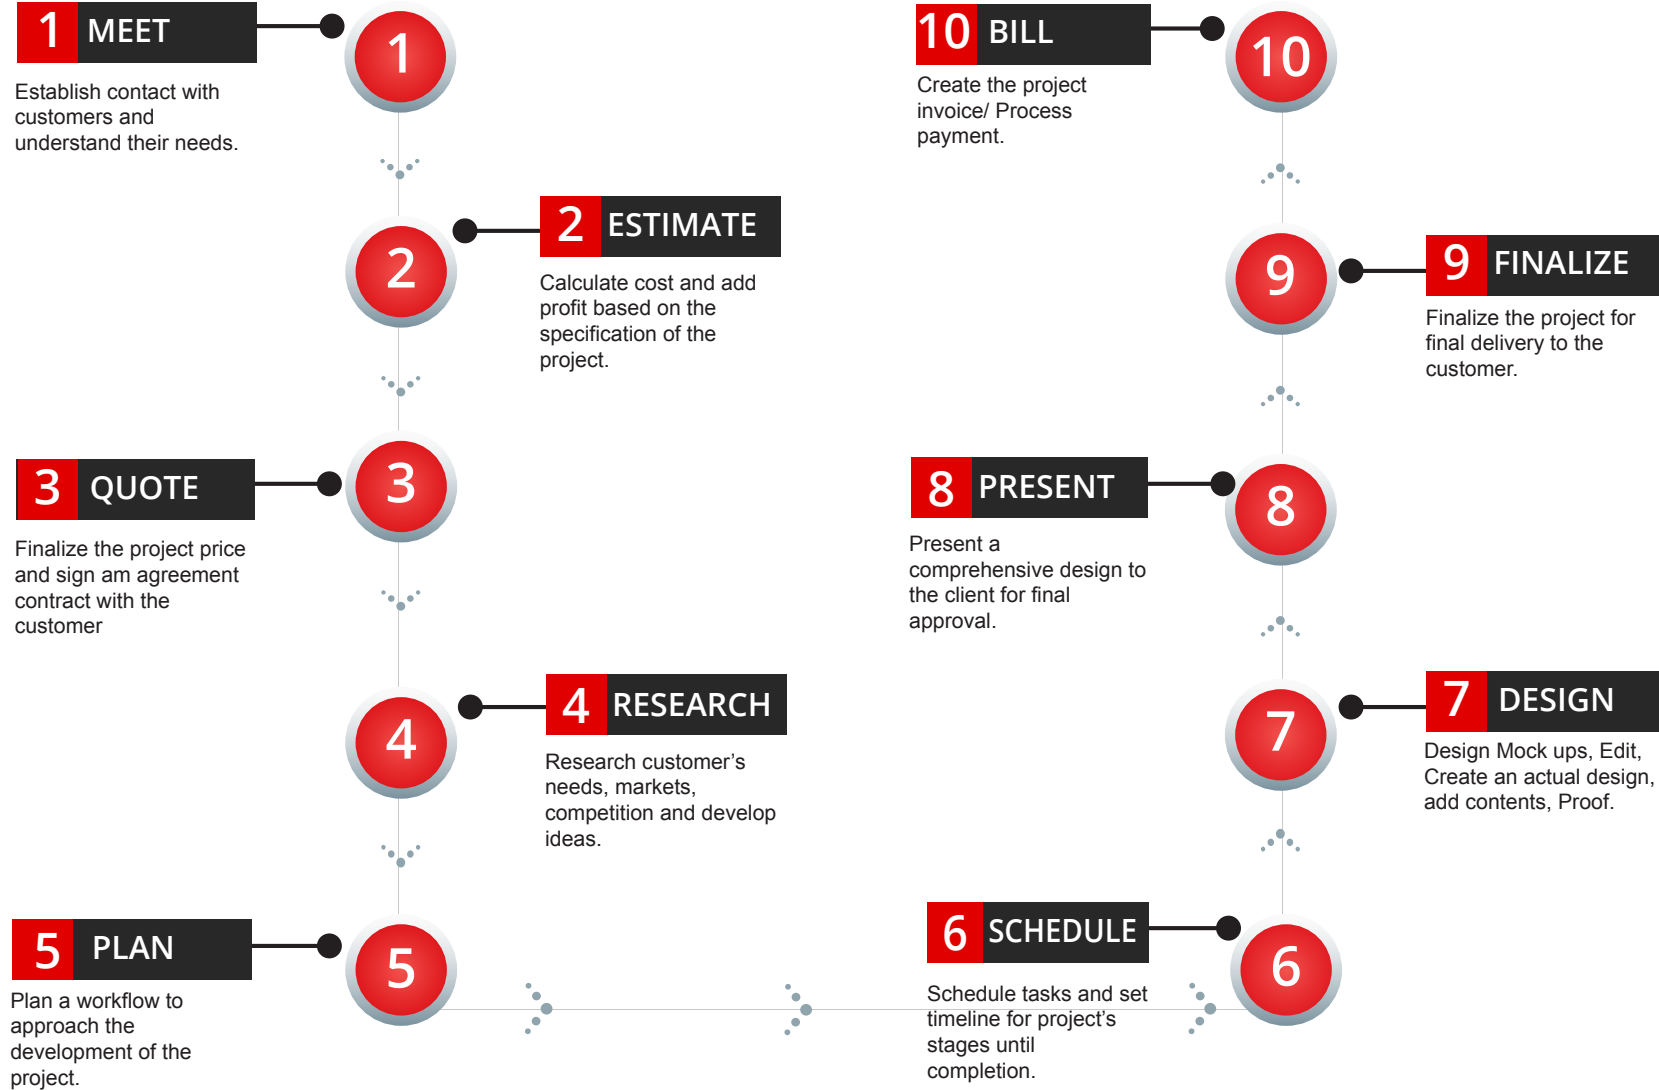 1 MEET
1
Establish contact with
customers and
understand their needs.
2 ESTIMATE
2
Calculate cost and add
profit based on the
specification of the
project.
3 QUOTE
3
Finalize the project price
and sign am agreement
contract with the
customer
4 RESEARCH
4
Research customer’s
needs, markets,
competition and develop
ideas.
5 PLAN
5
Plan a workflow to
approach the
development of the
project.
6 SCHEDULE
6
Schedule tasks and set
timeline for project’s
stages until
completion.
7 DESIGN
7
Design Mock ups, Edit,
Create an actual design,
add contents, Proof.
8 PRESENT
8
Present a
comprehensive design to
the client for final
approval.
9 FINALIZE
9
Finalize the project for
final delivery to the
customer.
10 BILL
10
Create the project
invoice/ Process
payment.